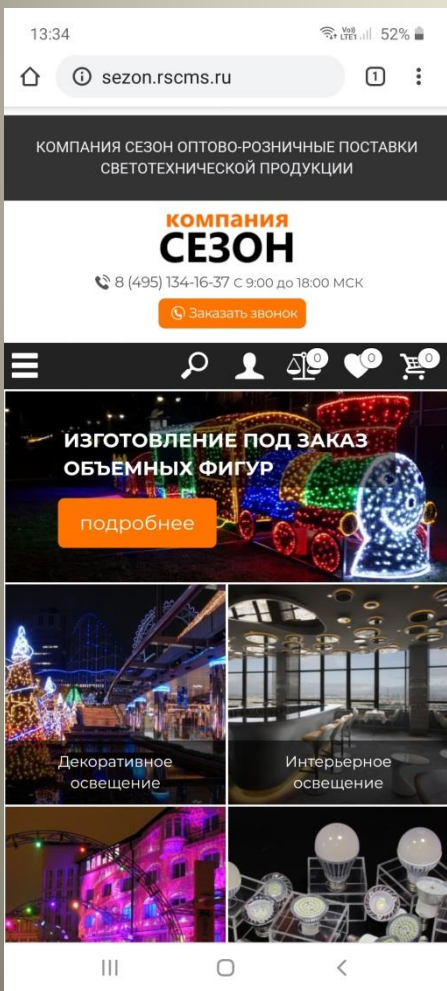 13:34
Vo)) LTE1 52%
sezon.rscms.ru
1
КОМПАНИЯ СЕЗОН ОПТОВО-РОЗНИЧНЫЕ ПОСТАВКИ
СВЕТОТЕХНИЧЕСКОЙ ПРОДУКЦИИ
компания
СЕЗОН
8 (495) 134-16-37 С 9:00 до 18:00 МСК
Заказать звонок
0 0 0
ИЗГОТОВЛЕНИЕ ПОД ЗАКАЗ
ОБЪЕМНЫХ ФИГУР
подробнее
Декоративное
освещение
Интерьерное
освещение